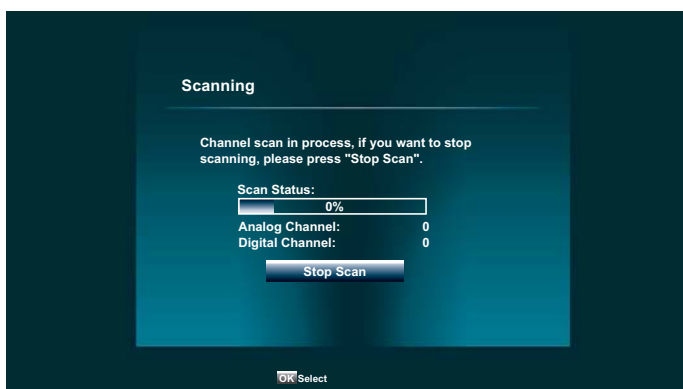 Scanning
Channel scan in process, if you want to stop
scanning, please press "Stop Scan".
Scan Status:
0%
Analog Channel: 0
Digital Channel: 0
Stop Scan
OK Select